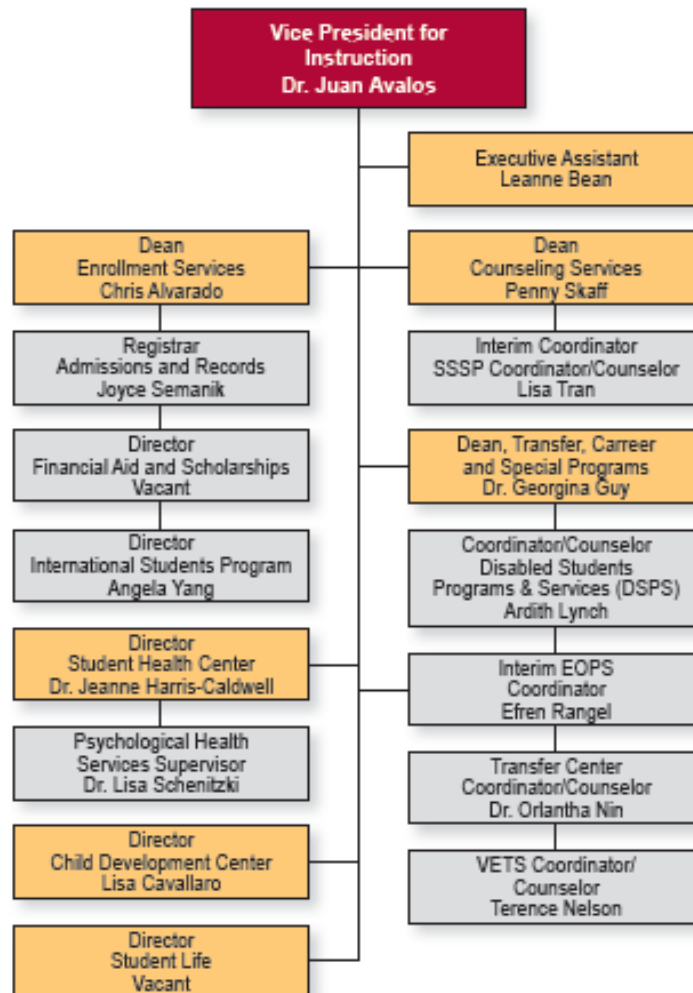 Vice President for
Instruction
Dr. Juan Avalos
Executive Assistant
Leanne Bean
Dean
Enrollment Services
Chris Alvarado
Dean
Counseling Services
Penny Skaff
Registrar
Admissions and Records
Joyce Semanik
Interim Coordinator
SSSP Coordinator/Counselor
Lisa Tran
Director
Financial Aid and Scholarships
Vacant
Dean, Transfer, Carreer
and Special Programs
Dr. Georgina Guy
Director
International Students Program
Angela Yang
Coordinator/Counselor
Disabled Students
Programs & Services (DSPS)
Ardith Lynch
Director
Student Health Center
Dr. Jeanne Harris-Caldwell
Interim EOPS
Coordinator
Efren Rangel
Psychological Health
Services Supervisor
Dr. Lisa Schenitzki
Transfer Center
Coordinator/Counselor
Dr. Orlantha Nin
Director
Child Development Center
Lisa Cavallaro
VETS Coordinator/
Counselor
Terence Nelson
Director
Student Life
Vacant